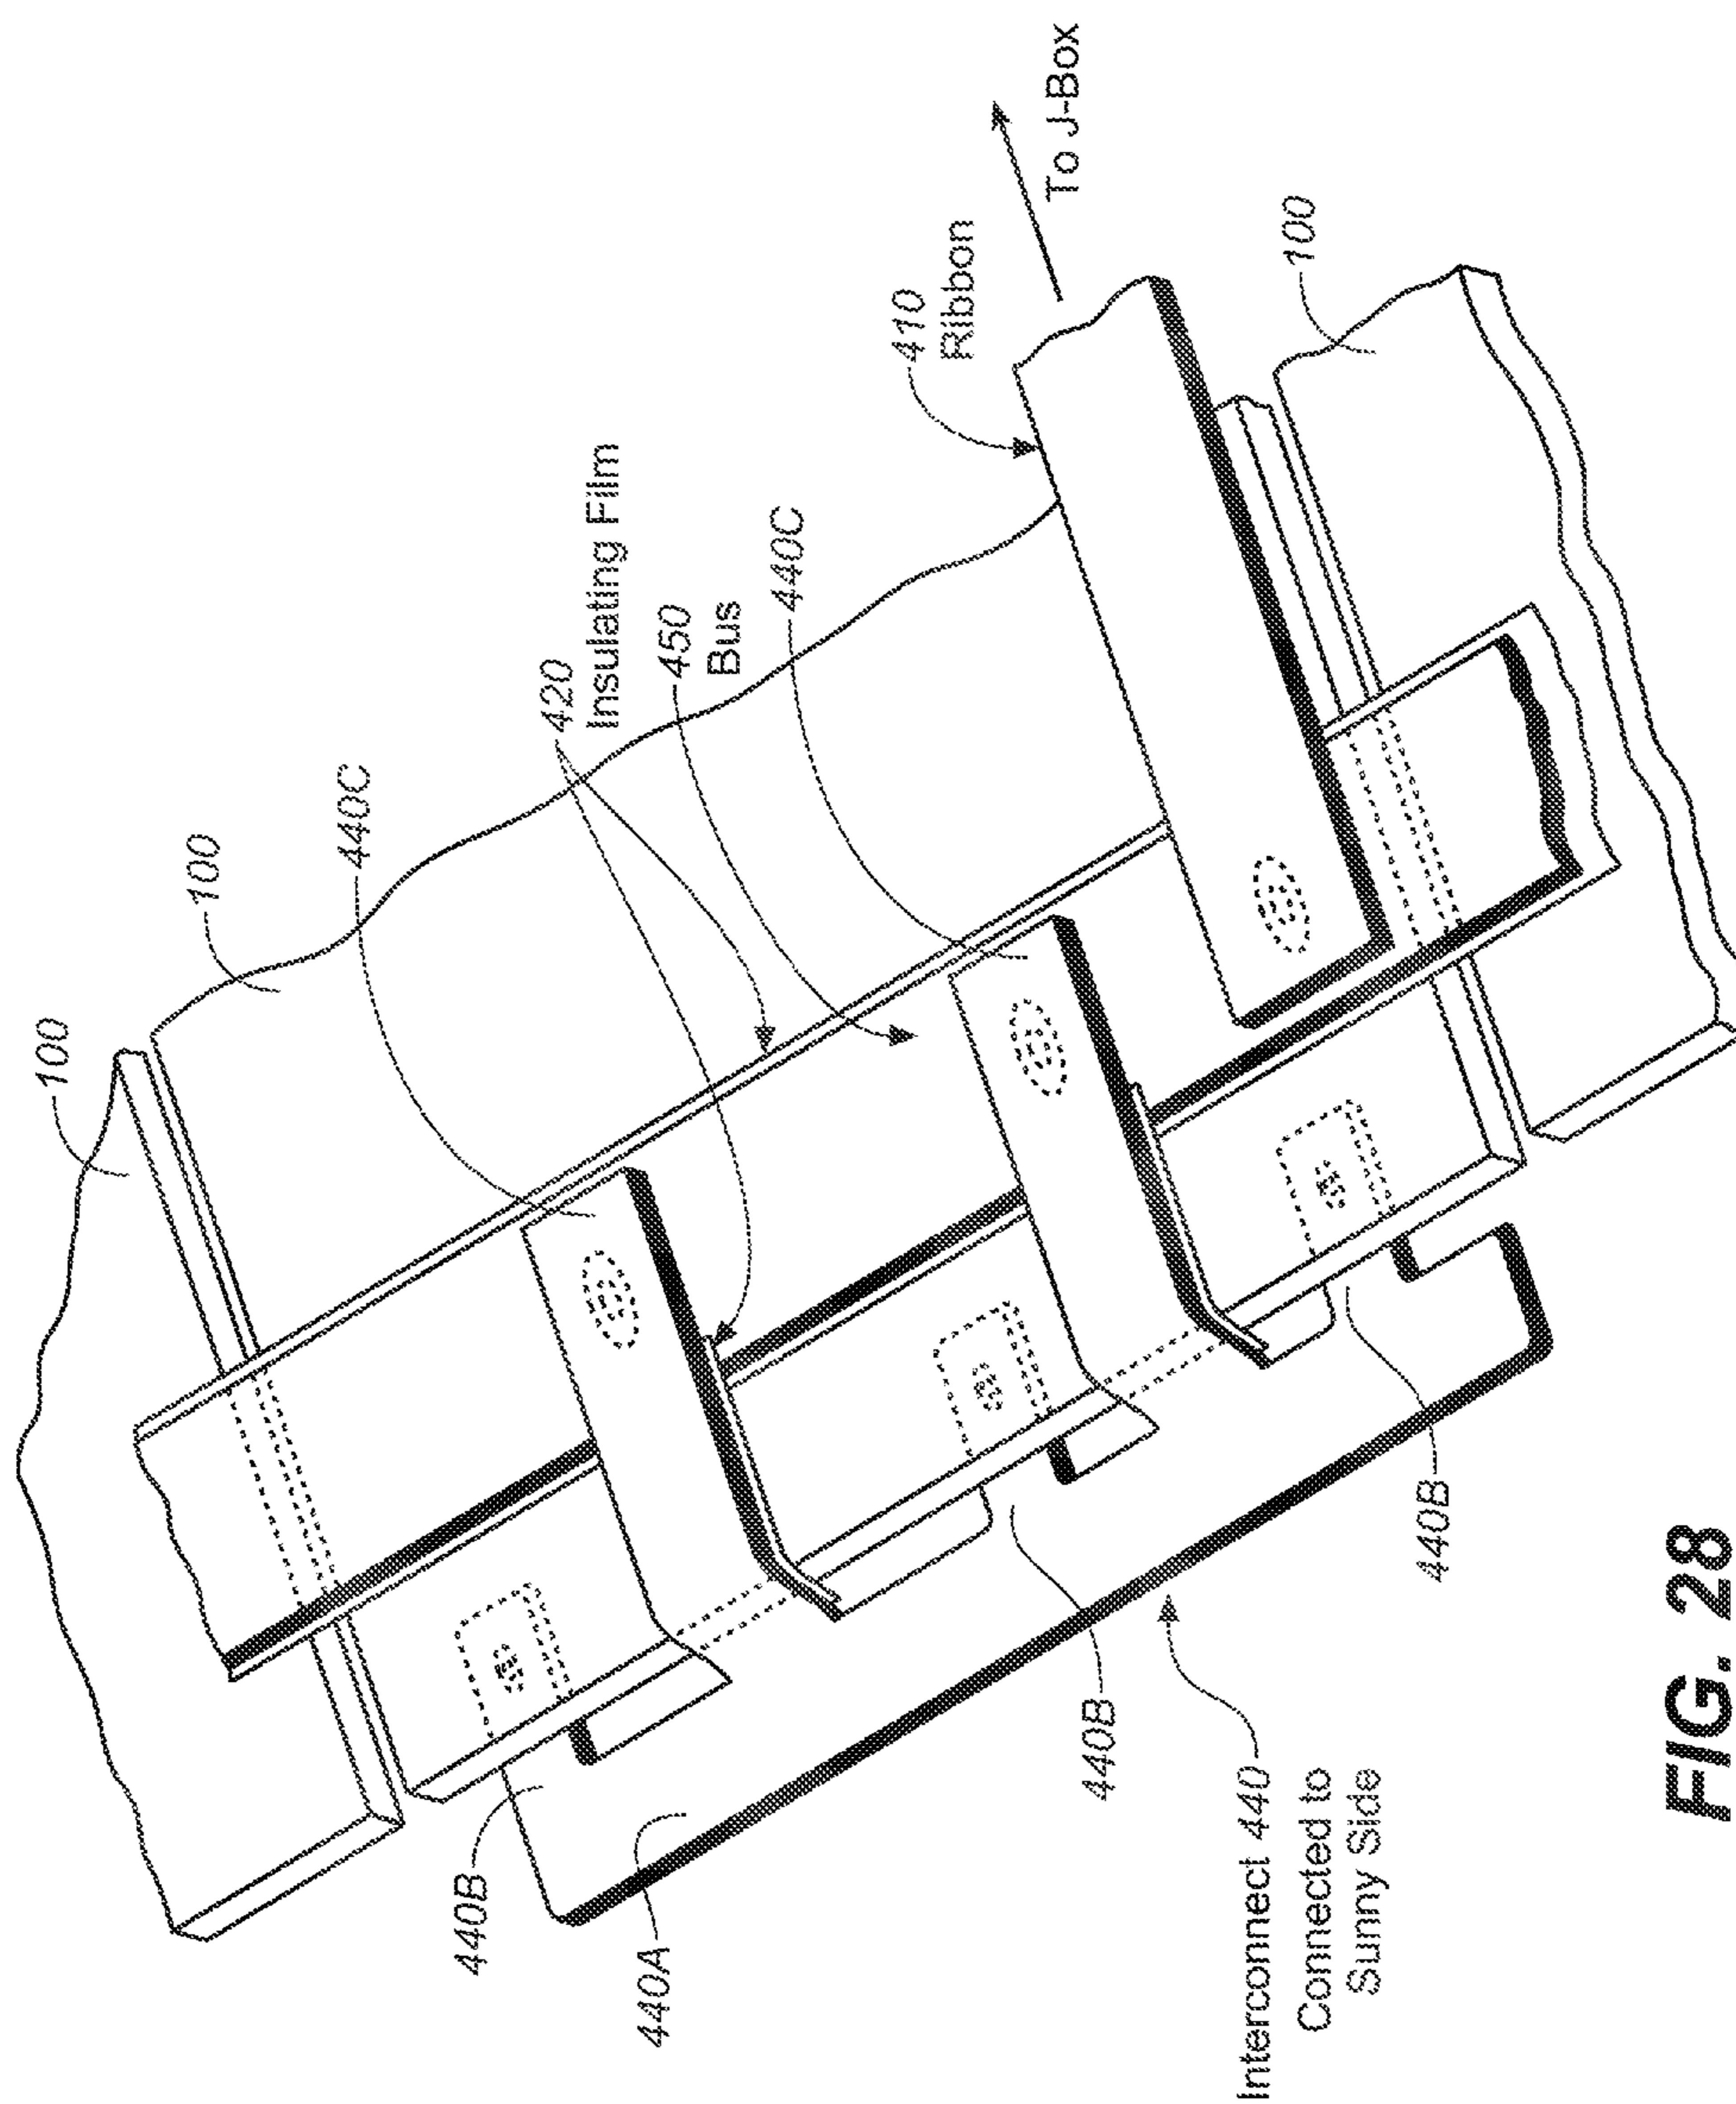 100
100
440C
420
Insulating Film
450
Bus
440C
410
Ribbon
To J-Box
100
440B
440A
Interconnect 440
Connected to
Sunny Side
440B
440B
FIG. 28